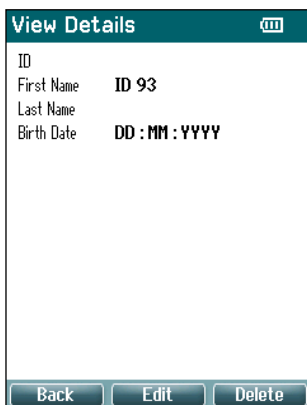 View Details
ID
First Name ID 93
Last Name
Birth Date DD : MM : YYYY
Back Edit Delete